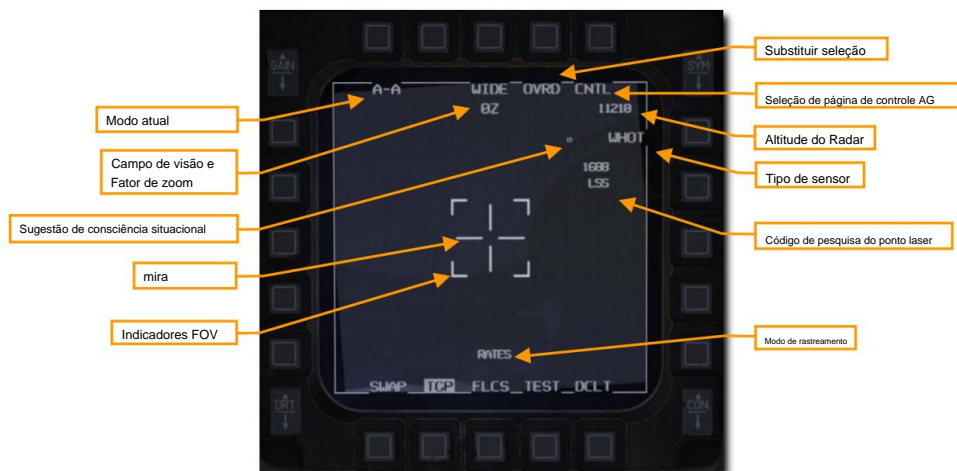 Substituir seleção
GAIN
SYM
A-A WIDE OVRD CNTL
Seleção de página de controle AG
0Z 11210
Modo atual
Altitude do Radar
WHOT
Campo de visão e
Fator de zoom
1688
LSS
Tipo de sensor
Sugestão de consciência situacional
Código de pesquisa do ponto laser
mira
Indicadores FOV
Modo de rastreamento
RATES
SWAP TGP FLCS TEST DCLT
BRT
CON